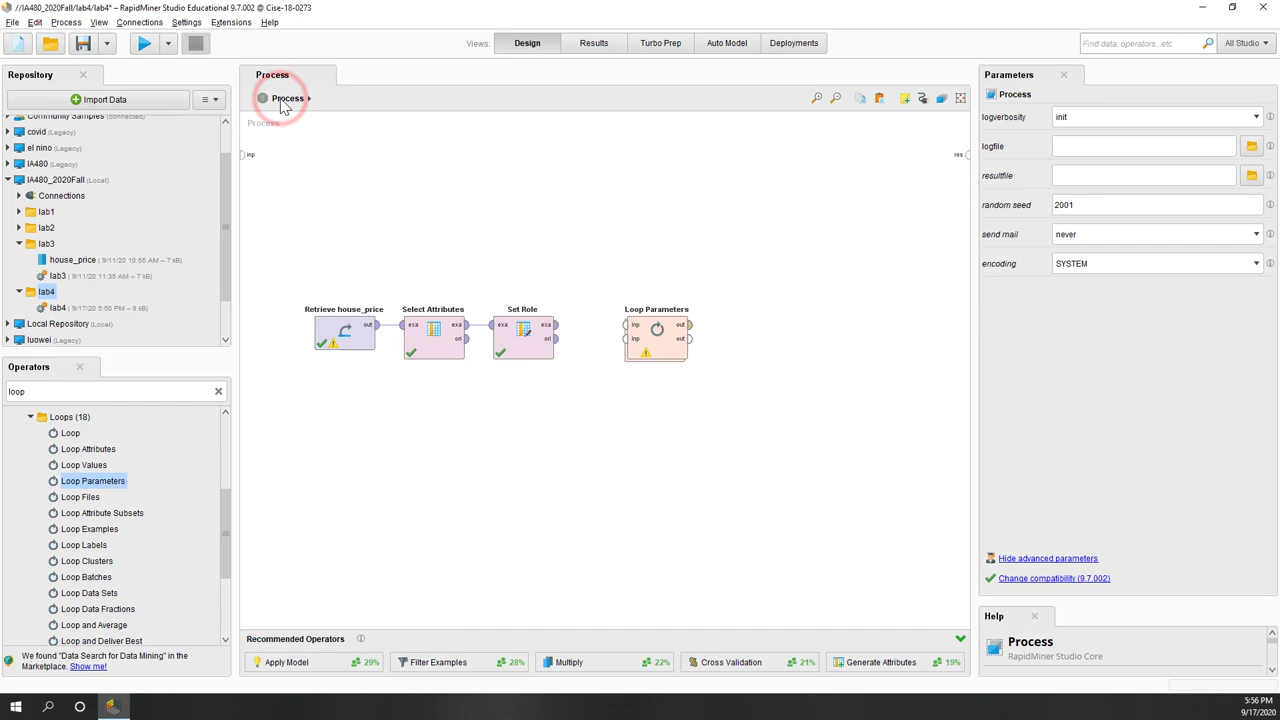 //IA480_2020Fall/lab4/lab4* – RapidMiner Studio Educational 9.7.002 @ Cise-18-0273
File Edit Process View Connections Settings Extensions Help
Views: Design Results Turbo Prep Auto Model Deployments
Find data, operators...etc All Studio
Repository
Import Data
Community Samples (connected)
covid (Legacy)
el nino (Legacy)
IA480 (Legacy)
IA480_2020Fall (Local)
Connections
lab1
lab2
lab3
house_price ( 9/11/20 10:55 AM – 7 kB)
lab3 ( 9/11/20 11:35 AM – 7 kB)
lab4
lab4 ( 9/17/20 5:50 PM – 8 kB)
Local Repository (Local)
luowei (Legacy)
Operators
loop
Loops (18)
Loop
Loop Attributes
Loop Values
Loop Parameters
Loop Files
Loop Attribute Subsets
Loop Examples
Loop Labels
Loop Clusters
Loop Batches
Loop Data Sets
Loop Data Fractions
Loop and Average
Loop and Deliver Best
We found "Data Search for Data Mining" in the
Marketplace. Show me!
Process
Process
Process
inp
res
Retrieve house_price Select Attributes Set Role Loop Parameters
out exa exa exa exa inp out
ori ori inp out
Recommended Operators
Apply Model 29% Filter Examples 28% Multiply 22% Cross Validation 21% Generate Attributes 19%
Parameters
Process
logverbosity init
logfile
resultfile
random seed 2001
send mail never
encoding SYSTEM
Hide advanced parameters
Change compatibility (9.7.002)
Help
Process
RapidMiner Studio Core
5:56 PM
9/17/2020